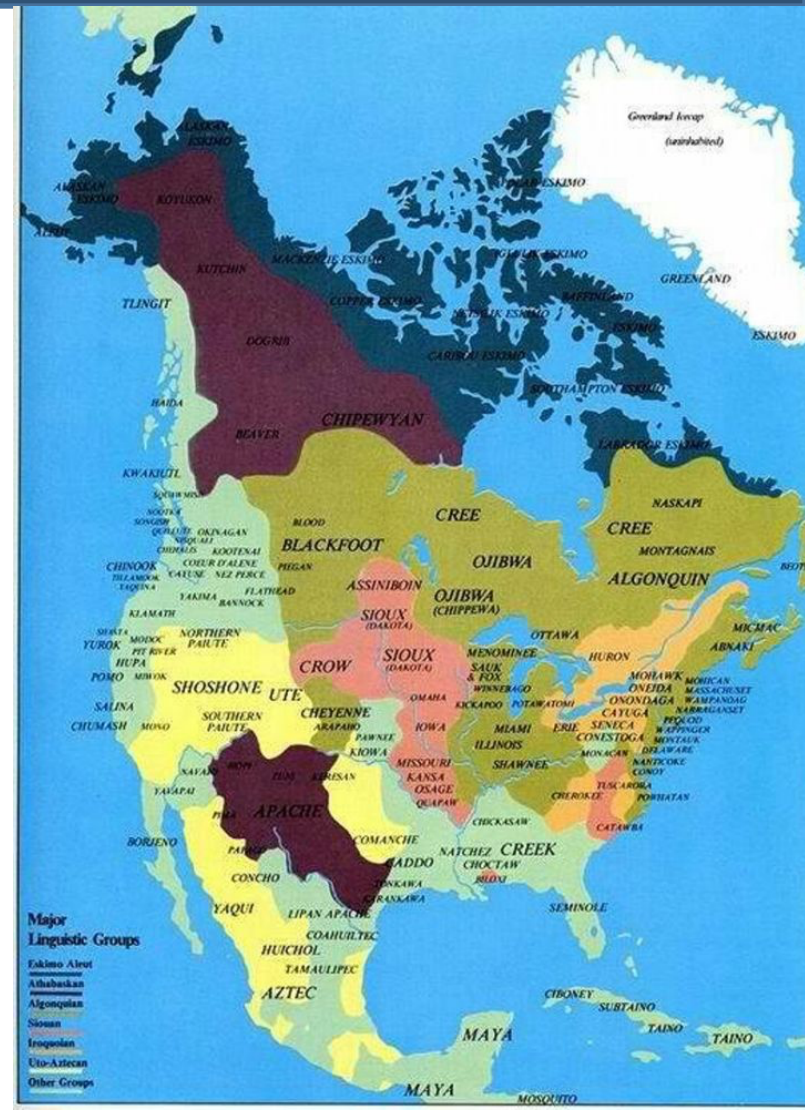 Greenland Icecap
(uninhabited)
ALASKAN
ESKIMO
POLAR ESKIMO
ALASKAN
ESKIMO
KOYUKON
ALEUT
IGLULIK ESKIMO
MACKENZIE ESKIMO
KUTCHIN
GREENLAND
BAFFINLAND
ESKIMO
COPPER ESKIMO
NETSILIK ESKIMO
TLINGIT
ESKIMO
DOGRIB
CARIBOU ESKIMO
SOUTHAMPTON ESKIMO
HAIDA
CHIPEWYAN
BEAVER
LABRADOR ESKIMO
KWAKIUTL
SQUAWMISH
NOOTKA
SONGISH
QUILLUTE
NISQUALI
CHEHALIS
OKINAGAN
KOOTENAI
COEUR D'ALENE
CHINOOK
TILLAMOOK
YAQUINA
CAYUSE
NEZ PERCE
FLATHEAD
YAKIMA
BANNOCK
KLAMATH
BLOOD
BLACKFOOT
PIEGAN
CREE
OJIBWA
OJIBWA
(CHIPPEWA)
NASKAPI
CREE
MONTAGNAIS
ALGONQUIN
ASSINIBOIN
SIOUX
(DAKOTA)
SIOUX
(DAKOTA)
CROW
MICMAC
ABNAKI
OTTAWA
HURON
MENOMINEE
SAUK
& FOX
WINNEBAGO
KICKAPOO
POTAWATOMI
SHASTA
YUROK
MODOC
PIT RIVER
HUPA
POMO
MIWOK
NORTHERN
PAIUTE
SHOSHONE
UTE
SALINA
CHUMASH
MONO
SOUTHERN
PAIUTE
CHEYENNE
ARAPAHO
PAWNEE
KIOWA
OMAHA
IOWA
MISSOURI
KANSA
OSAGE
QUAPAW
MIAMI
ILLINOIS
SHAWNEE
ERIE
MOHAWK
ONEIDA
ONONDAGA
CAYUGA
SENECA
CONESTOGA
MONACAN
MOHICAN
MASSACHUSET
WAMPANOAG
NARRAGANSET
PEQUOD
WAPPINGER
MONTAUK
DELAWARE
NANTICOKE
CONOY
TUSCARORA
POWHATAN
CHEROKEE
CATAWBA
NAVAJO
HOPI
ZUNI
KERESAN
YAVAPAI
PIMA
APACHE
PAPAGO
COMANCHE
BORJENO
CONCHO
CADDO
TONKAWA
KARANKAWA
CHICKASAW
NATCHEZ
CREEK
CHOCTAW
BILOXI
SEMINOLE
YAQUI
LIPAN APACHE
COAHUILTEC
HUICHOL
TAMAULIPEC
AZTEC
CIBONEY
SUBTAINO
TAINO
TAINO
MAYA
MAYA
MOSQUITO
Major
Linguistic Groups
Eskimo Aleut
Athabaskan
Algonquian
Siouan
Iroquoian
Uto-Aztecan
Other Groups